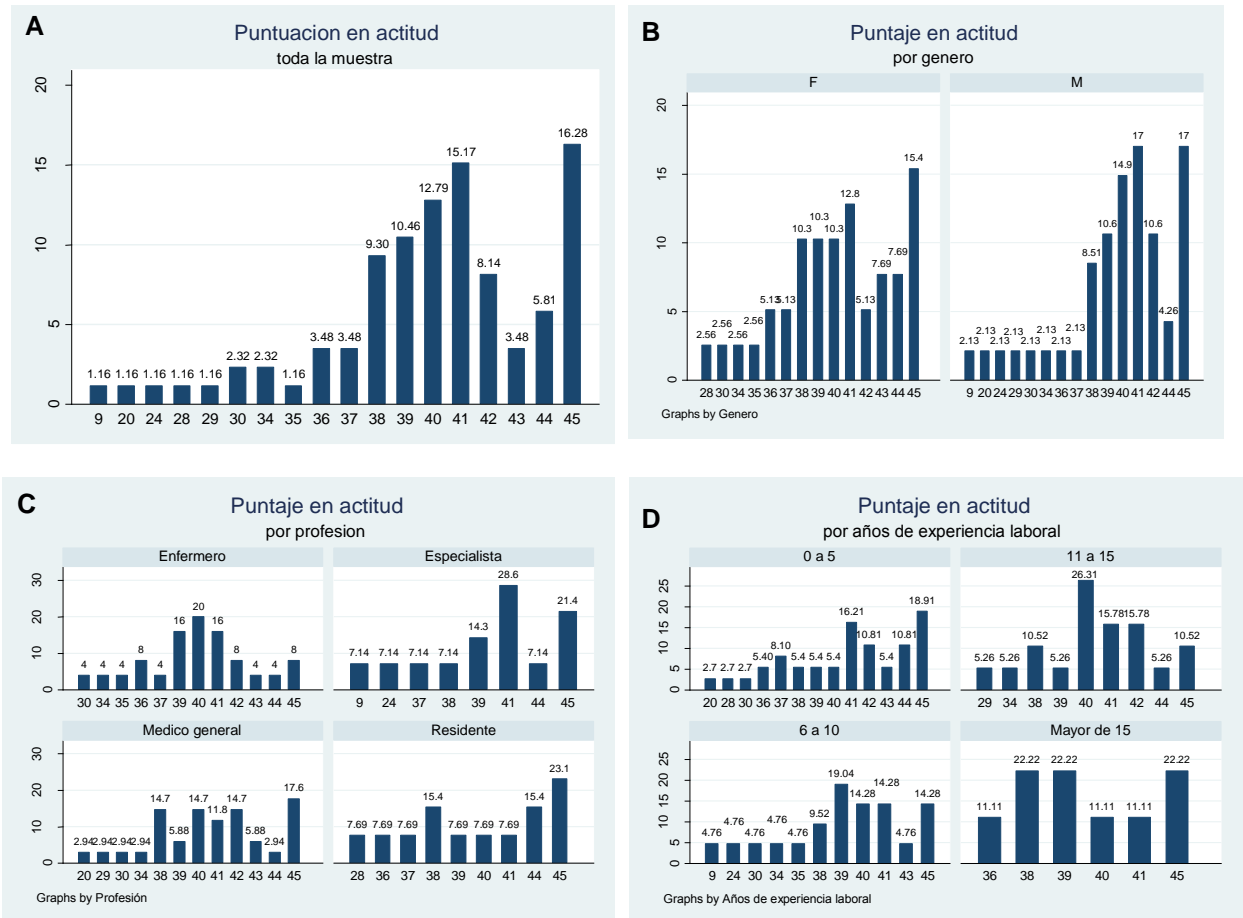 A
Puntuacion en actitud
toda la muestra
20
15
10
5
0
1.16 1.16 1.16 1.16 1.16 2.32 2.32 1.16 3.48 3.48 9.30 10.46 12.79 15.17 8.14 3.48 5.81 16.28
9 20 24 28 29 30 34 35 36 37 38 39 40 41 42 43 44 45
B
Puntaje en actitud
por genero
F
M
20
15
10
5
0
2.56 2.56 2.56 2.56 5.13 5.13 10.3 10.3 10.3 12.8 5.13 7.69 7.69 15.4
28 30 34 35 36 37 38 39 40 41 42 43 44 45
2.13 2.13 2.13 2.13 2.13 2.13 2.13 2.13 8.51 10.6 14.9 17 10.6 4.26 17
9 20 24 29 30 34 36 37 38 39 40 41 42 44 45
Graphs by Genero
C
Puntaje en actitud
por profesion
Enfermero
Especialista
30
20
10
0
4 4 4 8 4 16 20 16 8 4 4 8
30 34 35 36 37 39 40 41 42 43 44 45
7.14 7.14 7.14 7.14 14.3 28.6 7.14 21.4
9 24 37 38 39 41 44 45
Medico general
Residente
30
20
10
0
2.94 2.94 2.94 2.94 14.7 5.88 14.7 11.8 14.7 5.88 2.94 17.6
20 29 30 34 38 39 40 41 42 43 44 45
7.69 7.69 7.69 15.4 7.69 7.69 7.69 15.4 23.1
28 36 37 38 39 40 41 44 45
Graphs by Profesión
D
Puntaje en actitud
por años de experiencia laboral
0 a 5
11 a 15
25
20
15
10
5
0
2.7 2.7 2.7 5.40 8.10 5.4 5.4 5.4 16.21 10.81 5.4 10.81 18.91
20 28 30 36 37 38 39 40 41 42 43 44 45
5.26 5.26 10.52 5.26 26.31 15.78 15.78 5.26 10.52
29 34 38 39 40 41 42 44 45
6 a 10
Mayor de 15
25
20
15
10
5
0
4.76 4.76 4.76 4.76 4.76 9.52 19.04 14.28 14.28 4.76 14.28
9 24 30 34 35 38 39 40 41 43 45
11.11 22.22 22.22 11.11 11.11 22.22
36 38 39 40 41 45
Graphs by Años de experiencia laboral